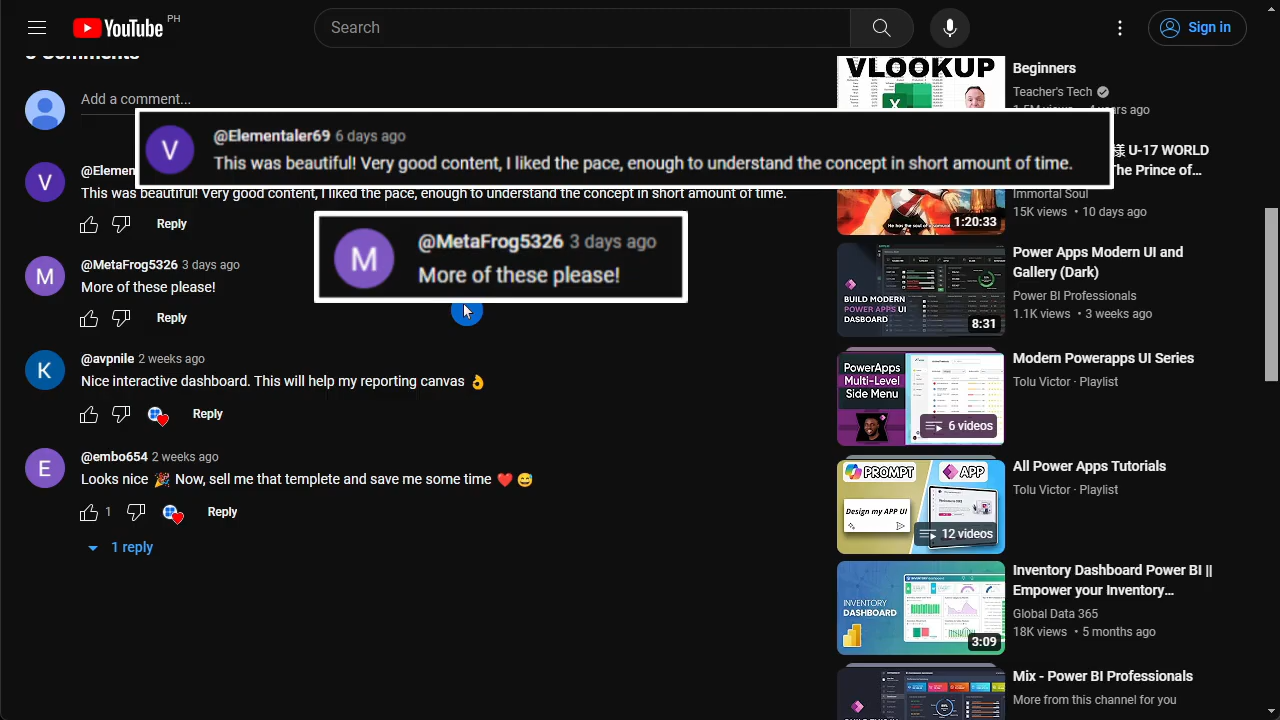 YouTube PH
Search
Sign in
Add a comment...
@Elementaler69 6 days ago
This was beautiful! Very good content, I liked the pace, enough to understand the concept in short amount of time.
This was beautiful! Very good content, I liked the pace, enough to understand the concept in short amount of time.
Reply
@MetaFrog5326 3 days ago
More of these please!
@MetaFrog5326 3 days ago
More of these please!
Reply
@avpnile 2 weeks ago
Nice interactive dashboard. This will help my reporting canvas 👌
Reply
@embo654 2 weeks ago
Looks nice 🎉 Now, sell me that templete and save me some time ❤️ 😅
1
Reply
1 reply
VLOOKUP
Beginners
Teacher's Tech
U-17 WORLD
The Prince of...
Immortal Soul
15K views • 10 days ago
1:20:33
Power Apps Modern UI and
Gallery (Dark)
Power BI Professionals
1.1K views • 3 weeks ago
BUILD MODERN
POWER APPS UI
DASBOARD
8:31
Modern Powerapps UI Series
Tolu Victor · Playlist
PowerApps
Multi-Level
Side Menu
6 videos
All Power Apps Tutorials
Tolu Victor · Playlist
PROMPT
APP
Design my APP UI
12 videos
Inventory Dashboard Power BI ||
Empower your Inventory...
Global Data 365
18K views • 5 months ago
INVENTORY
DASHBOARD
3:09
Mix - Power BI Professionals
More from this channel for you